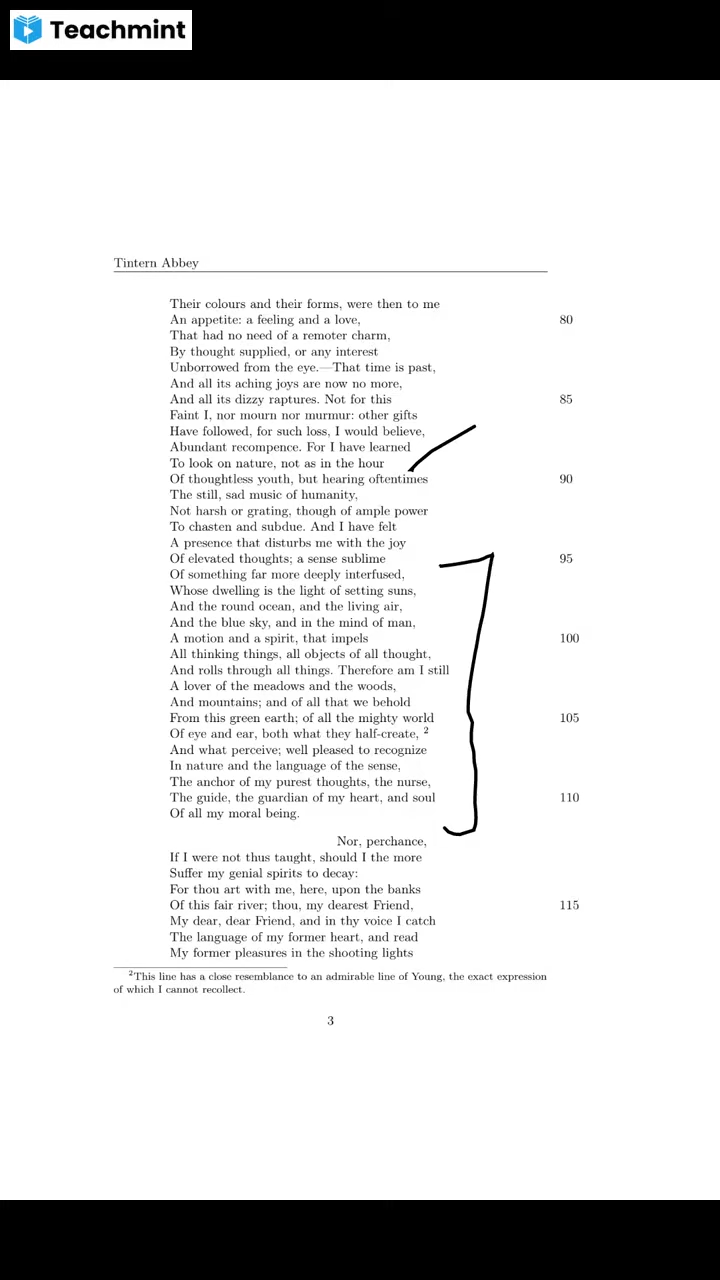 Teachmint
Tintern Abbey
Their colours and their forms, were then to me
An appetite: a feeling and a love, 80
That had no need of a remoter charm,
By thought supplied, or any interest
Unborrowed from the eye.—That time is past,
And all its aching joys are now no more,
And all its dizzy raptures. Not for this 85
Faint I, nor mourn nor murmur: other gifts
Have followed, for such loss, I would believe,
Abundant recompence. For I have learned
To look on nature, not as in the hour
Of thoughtless youth, but hearing oftentimes 90
The still, sad music of humanity,
Not harsh or grating, though of ample power
To chasten and subdue. And I have felt
A presence that disturbs me with the joy
Of elevated thoughts; a sense sublime 95
Of something far more deeply interfused,
Whose dwelling is the light of setting suns,
And the round ocean, and the living air,
And the blue sky, and in the mind of man,
A motion and a spirit, that impels 100
All thinking things, all objects of all thought,
And rolls through all things. Therefore am I still
A lover of the meadows and the woods,
And mountains; and of all that we behold
From this green earth; of all the mighty world 105
Of eye and ear, both what they half-create, 2
And what perceive; well pleased to recognize
In nature and the language of the sense,
The anchor of my purest thoughts, the nurse,
The guide, the guardian of my heart, and soul 110
Of all my moral being.
Nor, perchance,
If I were not thus taught, should I the more
Suffer my genial spirits to decay:
For thou art with me, here, upon the banks
Of this fair river; thou, my dearest Friend, 115
My dear, dear Friend, and in thy voice I catch
The language of my former heart, and read
My former pleasures in the shooting lights
2This line has a close resemblance to an admirable line of Young, the exact expression
of which I cannot recollect.
3